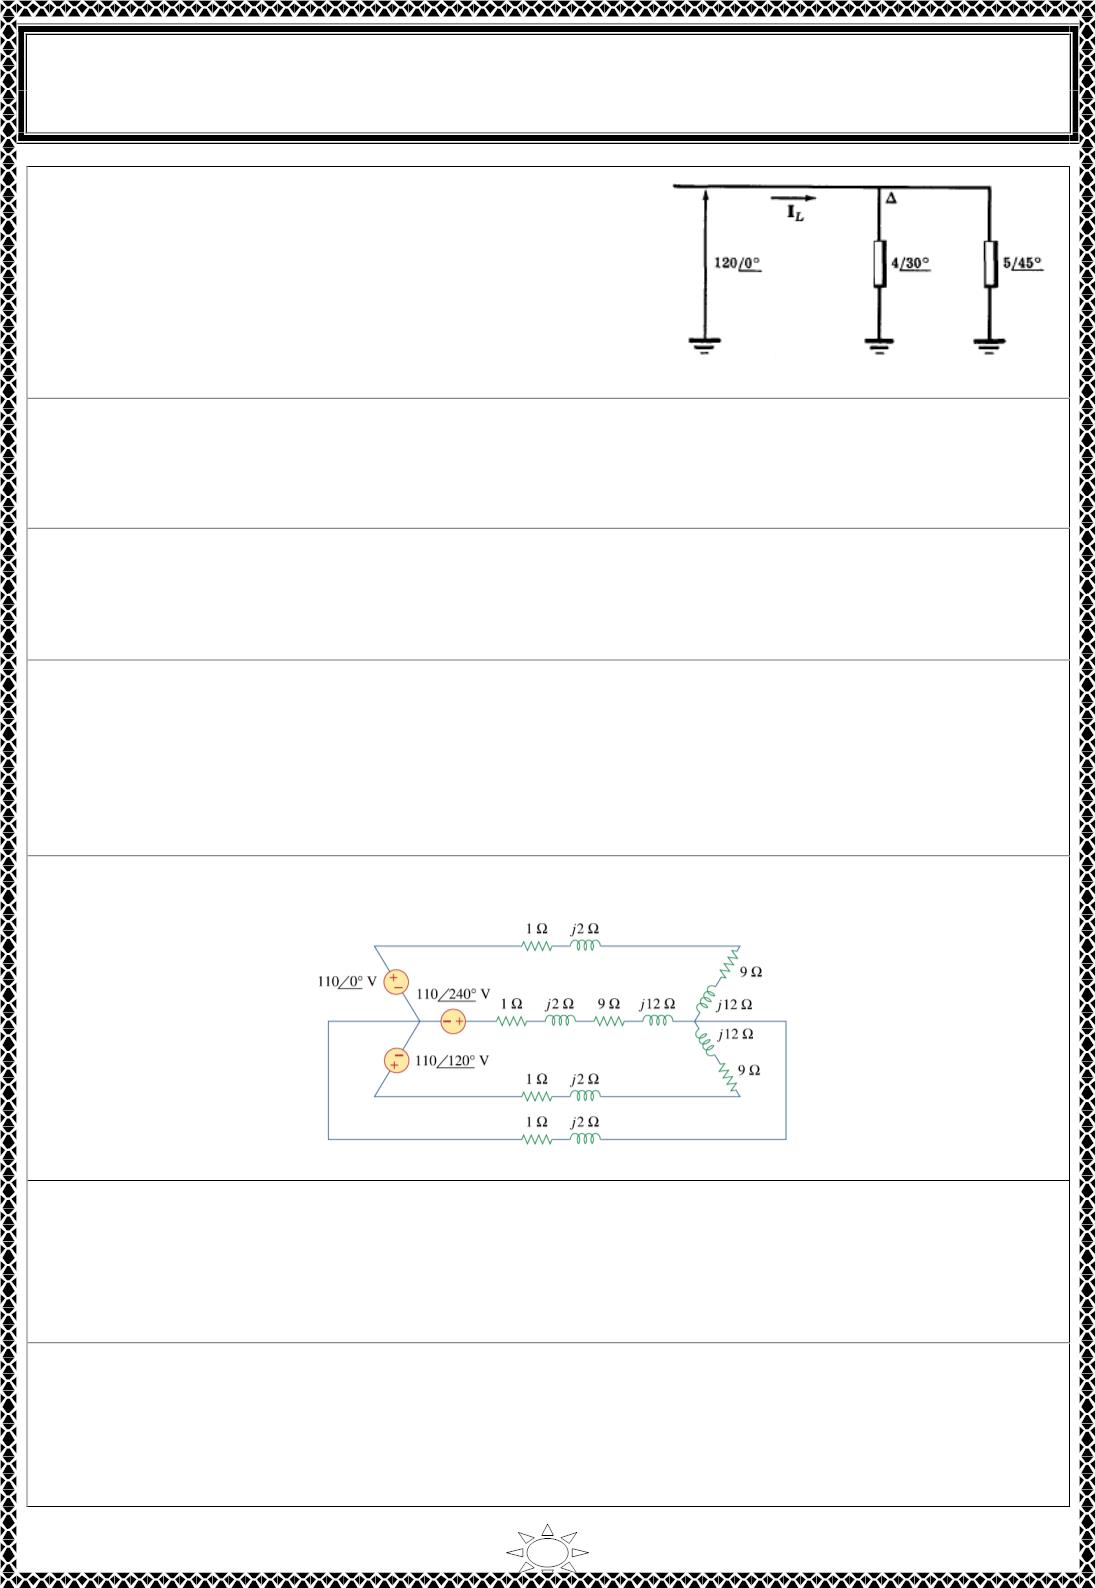 Δ
I_L
120/0° 4/30° 5/45°
1 Ω j2 Ω
9 Ω
110/0° V
110/240° V
1 Ω j2 Ω 9 Ω j12 Ω j12 Ω
j12 Ω
110/120° V
9 Ω
1 Ω j2 Ω
1 Ω j2 Ω